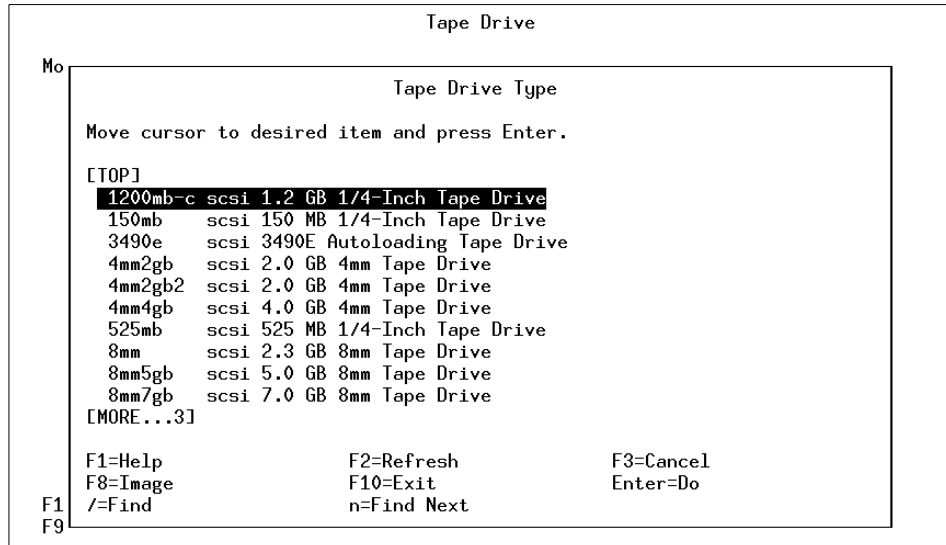 Tape Drive
Mo
Tape Drive Type
Move cursor to desired item and press Enter.
[TOP]
1200mb-c scsi 1.2 GB 1/4-Inch Tape Drive
150mb    scsi 150 MB 1/4-Inch Tape Drive
3490e    scsi 3490E Autoloading Tape Drive
4mm2gb   scsi 2.0 GB 4mm Tape Drive
4mm2gb2  scsi 2.0 GB 4mm Tape Drive
4mm4gb   scsi 4.0 GB 4mm Tape Drive
525mb    scsi 525 MB 1/4-Inch Tape Drive
8mm      scsi 2.3 GB 8mm Tape Drive
8mm5gb   scsi 5.0 GB 8mm Tape Drive
8mm7gb   scsi 7.0 GB 8mm Tape Drive
[MORE...3]
F1=Help F2=Refresh F3=Cancel
F8=Image F10=Exit Enter=Do
F1 /=Find n=Find Next
F9